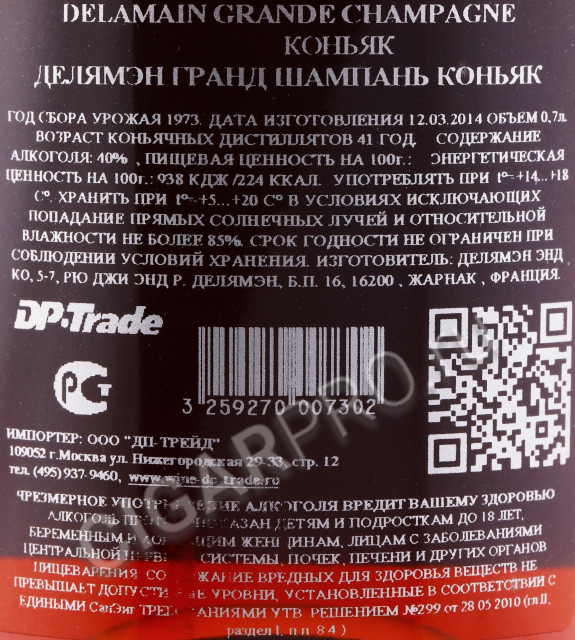 DELAMAIN GRANDE CHAMPAGNE
КОНЬЯК
ДЕЛЯМЭН ГРАНД ШАМПАНЬ КОНЬЯК
ГОД СБОРА УРОЖАЯ 1973. ДАТА ИЗГОТОВЛЕНИЯ 12.03.2014 ОБЪЕМ 0,7л.
ВОЗРАСТ КОНЬЯЧНЫХ ДИСТИЛЛЯТОВ 41 ГОД. СОДЕРЖАНИЕ
АЛКОГОЛЯ: 40% , ПИЩЕВАЯ ЦЕННОСТЬ НА 100г.: ЭНЕРГЕТИЧЕСКАЯ
ЦЕННОСТЬ НА 100г.: 938 КДЖ /224 ККАЛ. УПОТРЕБЛЯТЬ ПРИ t°=+14...+18
C°. ХРАНИТЬ ПРИ t°=+5...+20 C° В УСЛОВИЯХ ИСКЛЮЧАЮЩИХ
ПОПАДАНИЕ ПРЯМЫХ СОЛНЕЧНЫХ ЛУЧЕЙ И ОТНОСИТЕЛЬНОЙ
ВЛАЖНОСТИ НЕ БОЛЕЕ 85%. СРОК ГОДНОСТИ НЕ ОГРАНИЧЕН ПРИ
СОБЛЮДЕНИИ УСЛОВИЙ ХРАНЕНИЯ. ИЗГОТОВИТЕЛЬ: ДЕЛЯМЭН ЭНД
КО, 5-7, РЮ ДЖИ ЭНД Р. ДЕЛЯМЭН, Б.П. 16, 16200 , ЖАРНАК , ФРАНЦИЯ.
DP-Trade
РСТ
3 259270 007302
ИМПОРТЕР: ООО "ДП-ТРЕЙД"
109052 г.Москва ул. Нижегородская 29-33, стр. 12
тел. (495) 937-9460, www.wine-dp_trade.ru
ЧРЕЗМЕРНОЕ УПОТРЕБЛЕНИЕ АЛКОГОЛЯ ВРЕДИТ ВАШЕМУ ЗДОРОВЬЮ
АЛКОГОЛЬ ПРОТИВОПОКАЗАН ДЕТЯМ И ПОДРОСТКАМ ДО 18 ЛЕТ,
БЕРЕМЕННЫМ И КОРМЯЩИМ ЖЕНЩИНАМ, ЛИЦАМ С ЗАБОЛЕВАНИЯМИ
ЦЕНТРАЛЬНОЙ НЕРВНОЙ СИСТЕМЫ, ПОЧЕК, ПЕЧЕНИ И ДРУГИХ ОРГАНОВ
ПИЩЕВАРЕНИЯ. СОДЕРЖАНИЕ ВРЕДНЫХ ДЛЯ ЗДОРОВЬЯ ВЕЩЕСТВ НЕ
ПРЕВЫШАЕТ ДОПУСТИМЫЕ УРОВНИ, УСТАНОВЛЕННЫЕ В СООТВЕТСТВИИ С
ЕДИНЫМИ СанЭпиТРЕБОВАНИЯМИ УТВ. РЕШЕНИЕМ №299 от 28 05 2010 (гл.II,
раздел 1, п.п. 8.4 )
CIGARPRO.RU